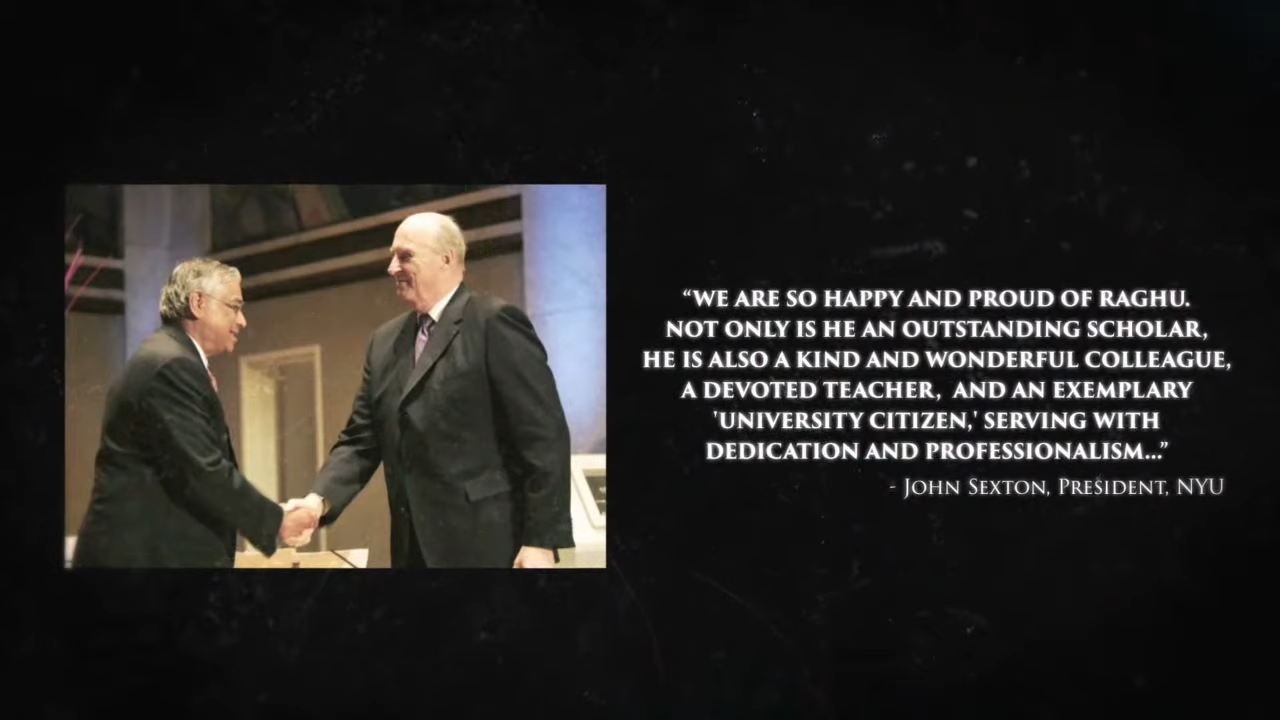 “WE ARE SO HAPPY AND PROUD OF RAGHU.
NOT ONLY IS HE AN OUTSTANDING SCHOLAR,
HE IS ALSO A KIND AND WONDERFUL COLLEAGUE,
A DEVOTED TEACHER,  AND AN EXEMPLARY
'UNIVERSITY CITIZEN,' SERVING WITH
DEDICATION AND PROFESSIONALISM...”
- JOHN SEXTON, PRESIDENT, NYU